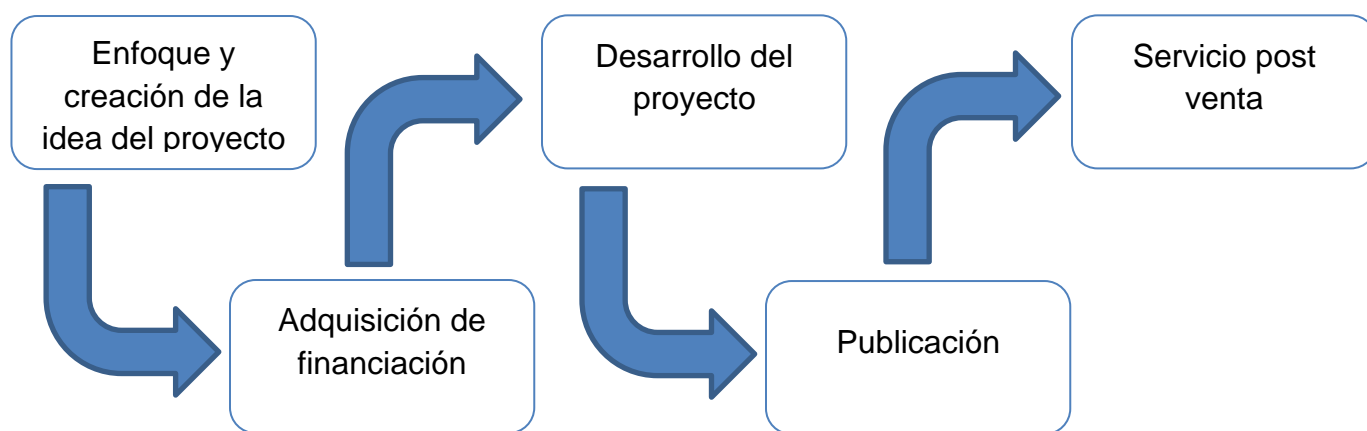 Enfoque y
creación de la
idea del proyecto
Adquisición de
financiación
Desarrollo del
proyecto
Publicación
Servicio post
venta